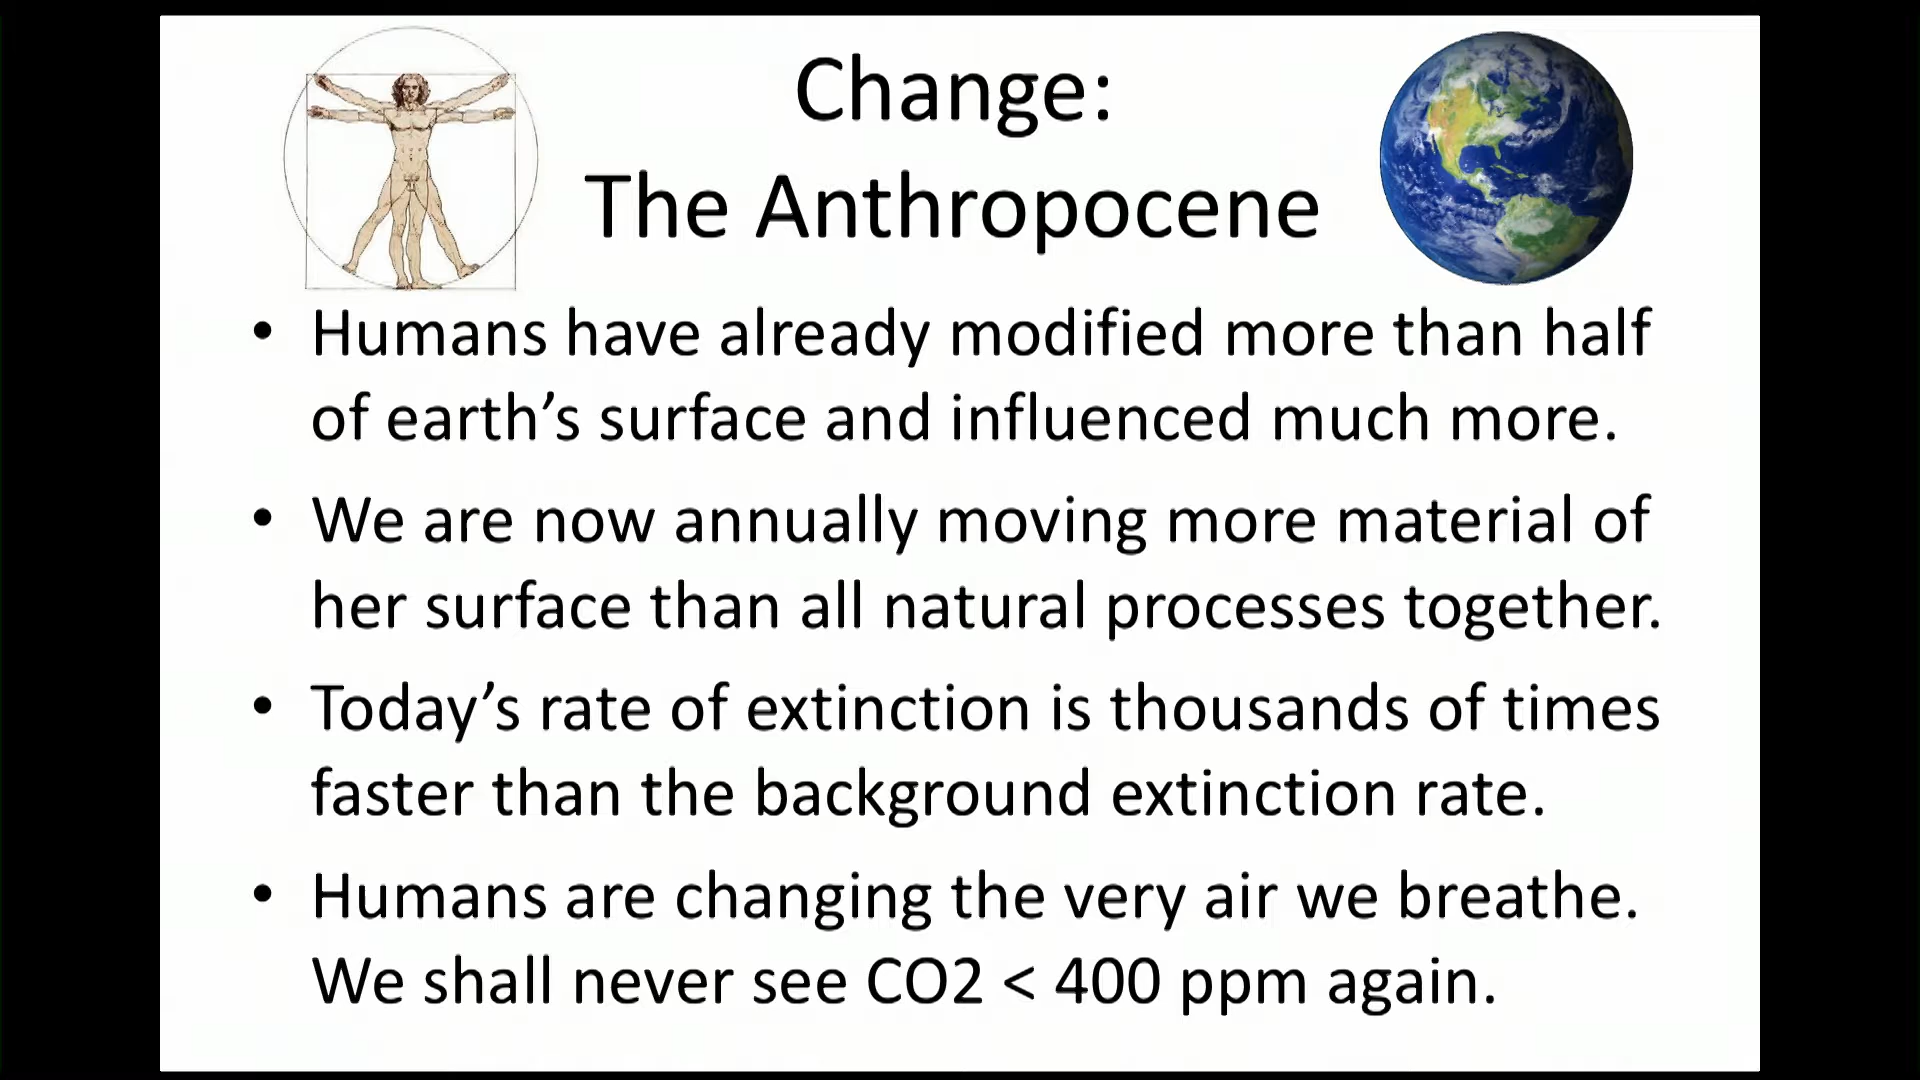 Change:
The Anthropocene
• Humans have already modified more than half
of earth’s surface and influenced much more.
• We are now annually moving more material of
her surface than all natural processes together.
• Today’s rate of extinction is thousands of times
faster than the background extinction rate.
• Humans are changing the very air we breathe.
We shall never see CO2 < 400 ppm again.